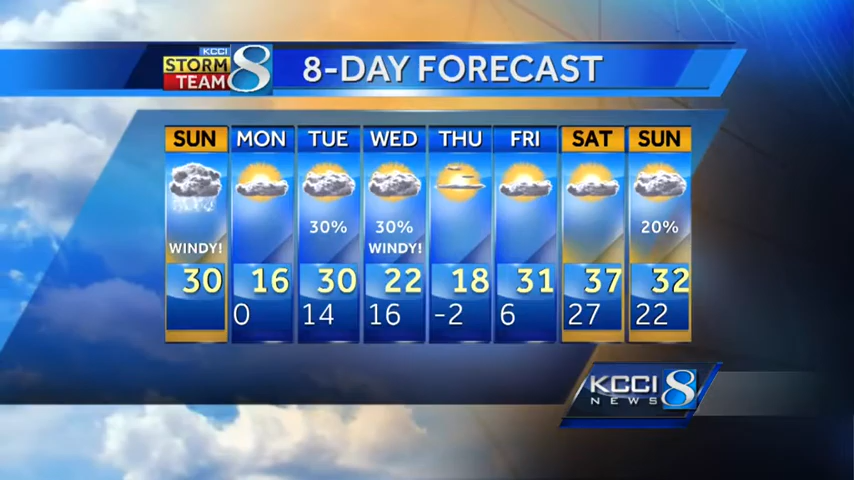 KCCI
STORM
TEAM 8
8-DAY FORECAST
SUN MON TUE WED THU FRI SAT SUN
30% 30% 20%
WINDY! WINDY!
30 16 30 22 18 31 37 32
0 14 16 -2 6 27 22
KCCI 8
NEWS